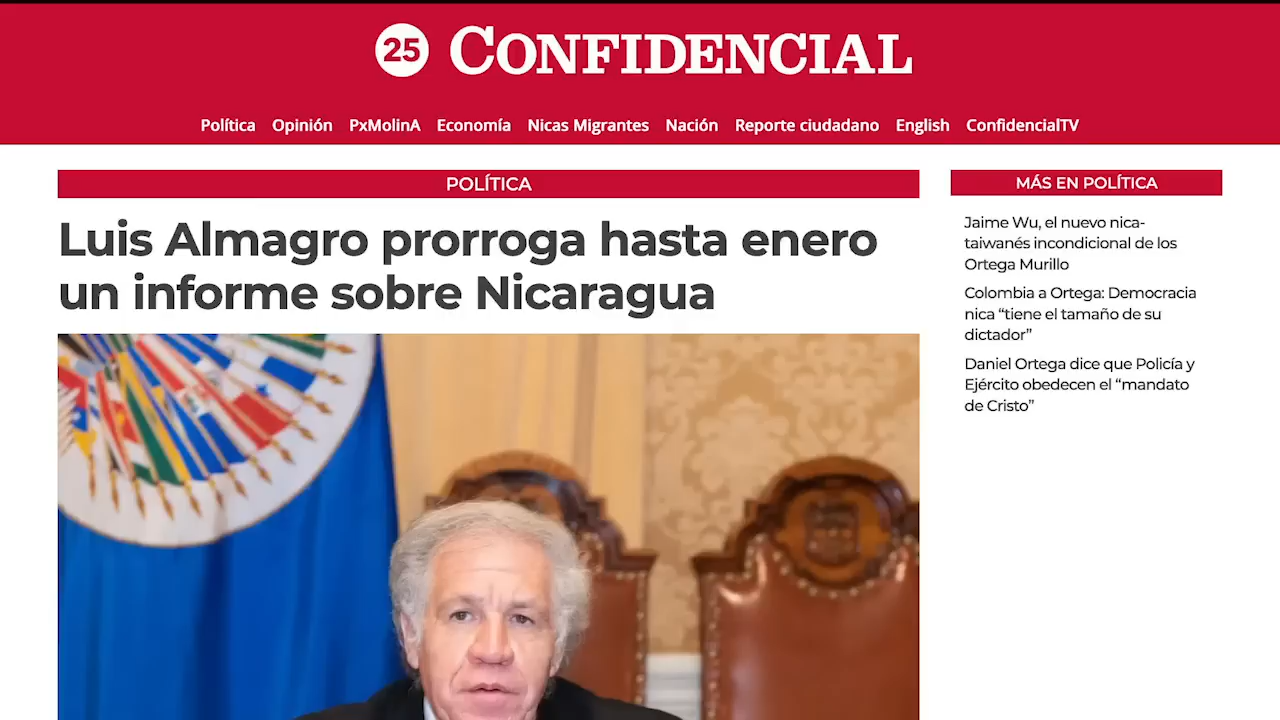 25 CONFIDENCIAL
Política Opinión PxMolinA Economía Nicas Migrantes Nación Reporte ciudadano English ConfidencialTV
POLÍTICA
Luis Almagro prorroga hasta enero
un informe sobre Nicaragua
MÁS EN POLÍTICA
Jaime Wu, el nuevo nica-
taiwanés incondicional de los
Ortega Murillo
Colombia a Ortega: Democracia
nica “tiene el tamaño de su
dictador”
Daniel Ortega dice que Policía y
Ejército obedecen el “mandato
de Cristo”